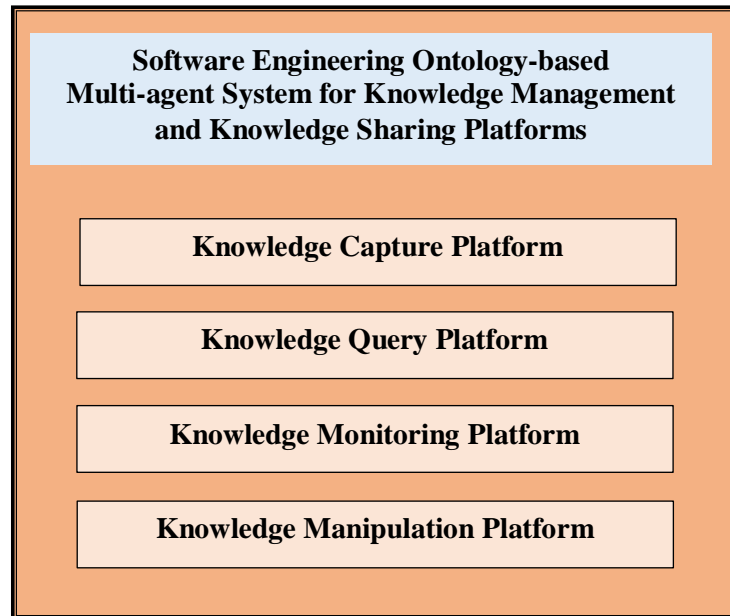 Software Engineering Ontology-based
Multi-agent System for Knowledge Management
and Knowledge Sharing Platforms
Knowledge Capture Platform
Knowledge Query Platform
Knowledge Monitoring Platform
Knowledge Manipulation Platform